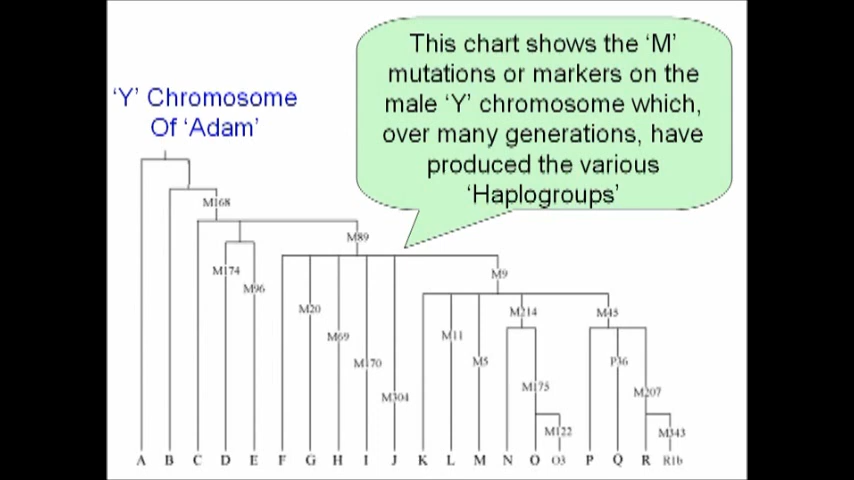 This chart shows the ‘M’
mutations or markers on the
male ‘Y’ chromosome which,
over many generations, have
produced the various
‘Haplogroups’
‘Y’ Chromosome
Of ‘Adam’
M168
M89
M174
M96
M9
M20
M69
M170
M304
M11
M5
M214
M45
P36
M175
M207
M122
M343
A B C D E F G H I J K L M N O O3 P Q R R1b